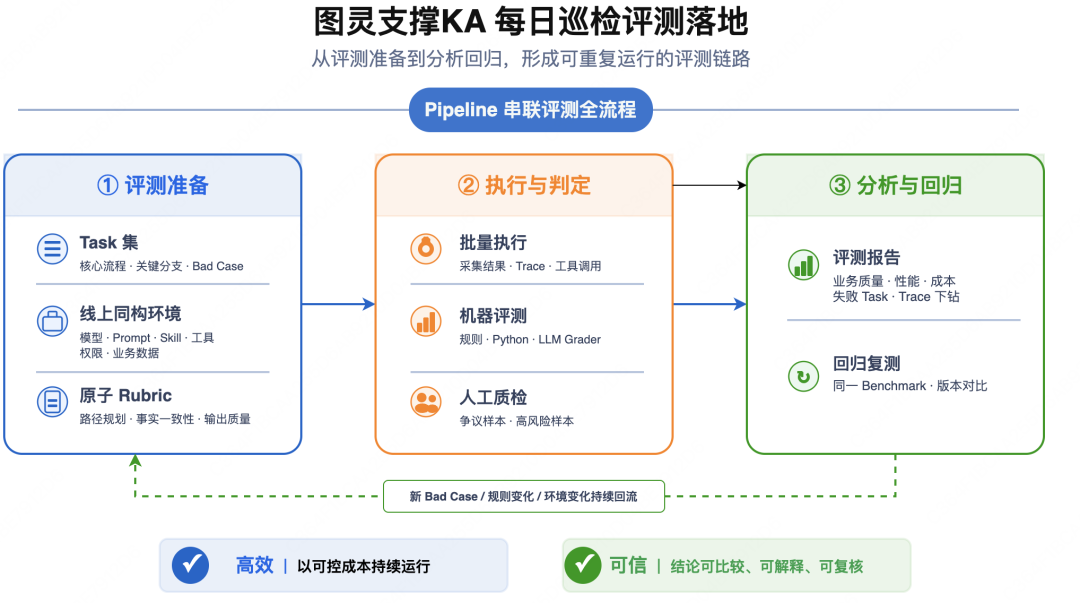 图灵支撑KA 每日巡检评测落地
从评测准备到分析回归，形成可重复运行的评测链路
Pipeline 串联评测全流程
① 评测准备
Task 集
核心流程 · 关键分支 · Bad Case
线上同构环境
模型 · Prompt · Skill · 工具
权限 · 业务数据
原子 Rubric
路径规划 · 事实一致性 · 输出质量
② 执行与判定
批量执行
采集结果 · Trace · 工具调用
机器评测
规则 · Python · LLM Grader
人工质检
争议样本 · 高风险样本
③ 分析与回归
评测报告
业务质量 · 性能 · 成本
失败 Task · Trace 下钻
回归复测
同一 Benchmark · 版本对比
新 Bad Case / 规则变化 / 环境变化持续回流
高效 | 以可控成本持续运行
可信 | 结论可比较、可解释、可复核